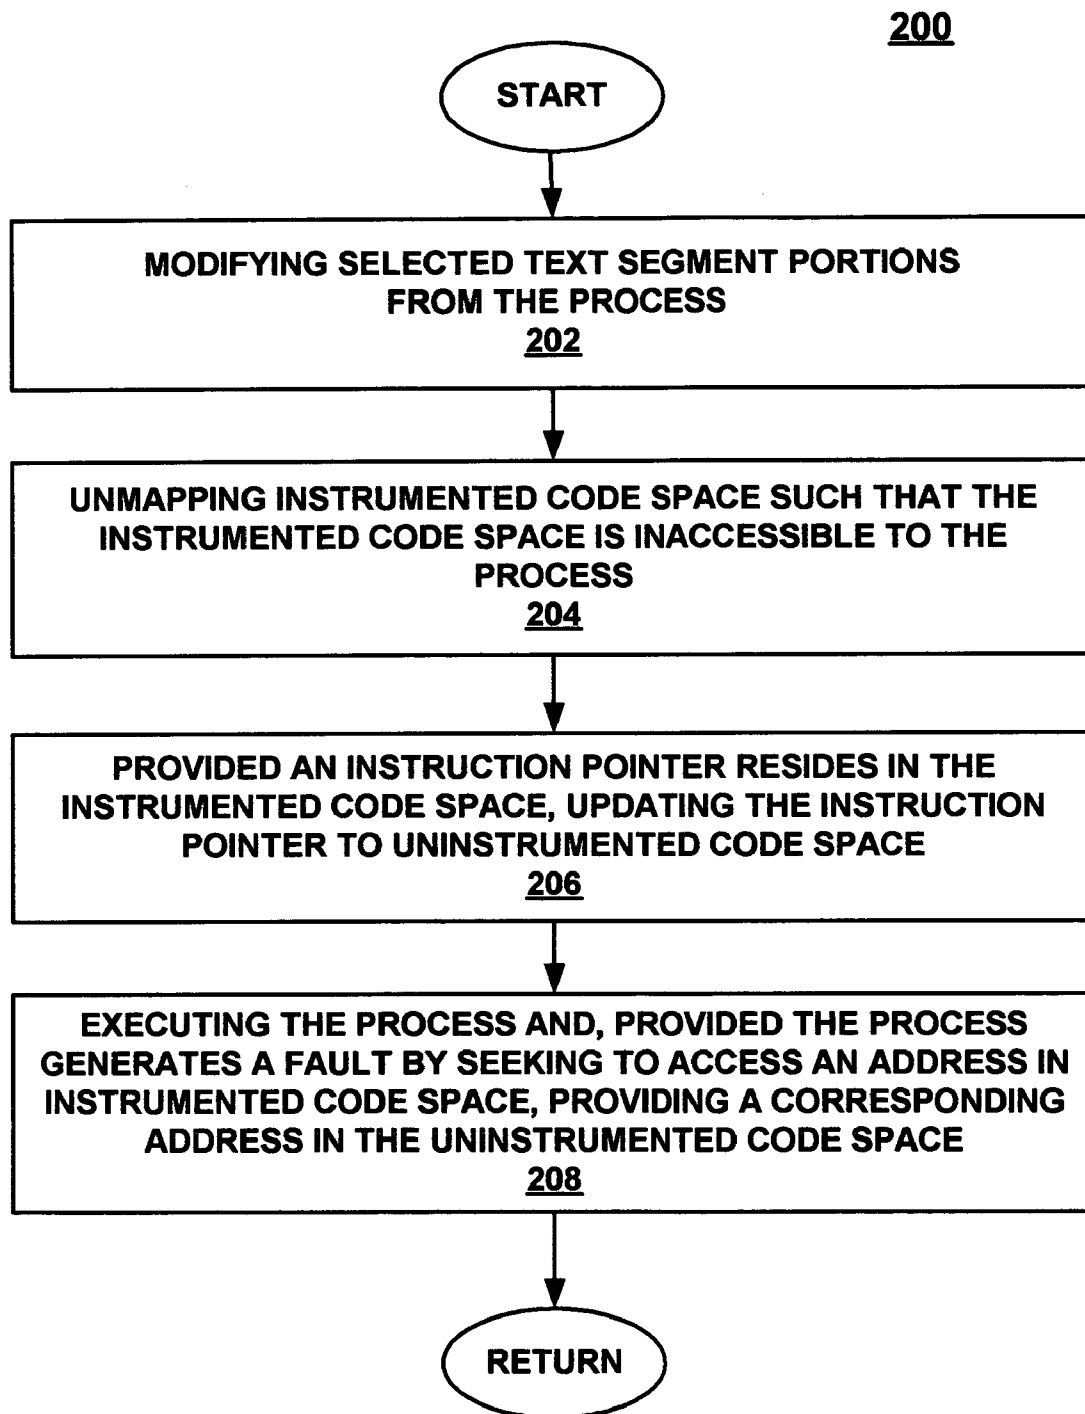 200
START
MODIFYING SELECTED TEXT SEGMENT PORTIONS
FROM THE PROCESS
202
UNMAPPING INSTRUMENTED CODE SPACE SUCH THAT THE
INSTRUMENTED CODE SPACE IS INACCESSIBLE TO THE
PROCESS
204
PROVIDED AN INSTRUCTION POINTER RESIDES IN THE
INSTRUMENTED CODE SPACE, UPDATING THE INSTRUCTION
POINTER TO UNINSTRUMENTED CODE SPACE
206
EXECUTING THE PROCESS AND, PROVIDED THE PROCESS
GENERATES A FAULT BY SEEKING TO ACCESS AN ADDRESS IN
INSTRUMENTED CODE SPACE, PROVIDING A CORRESPONDING
ADDRESS IN THE UNINSTRUMENTED CODE SPACE
208
RETURN